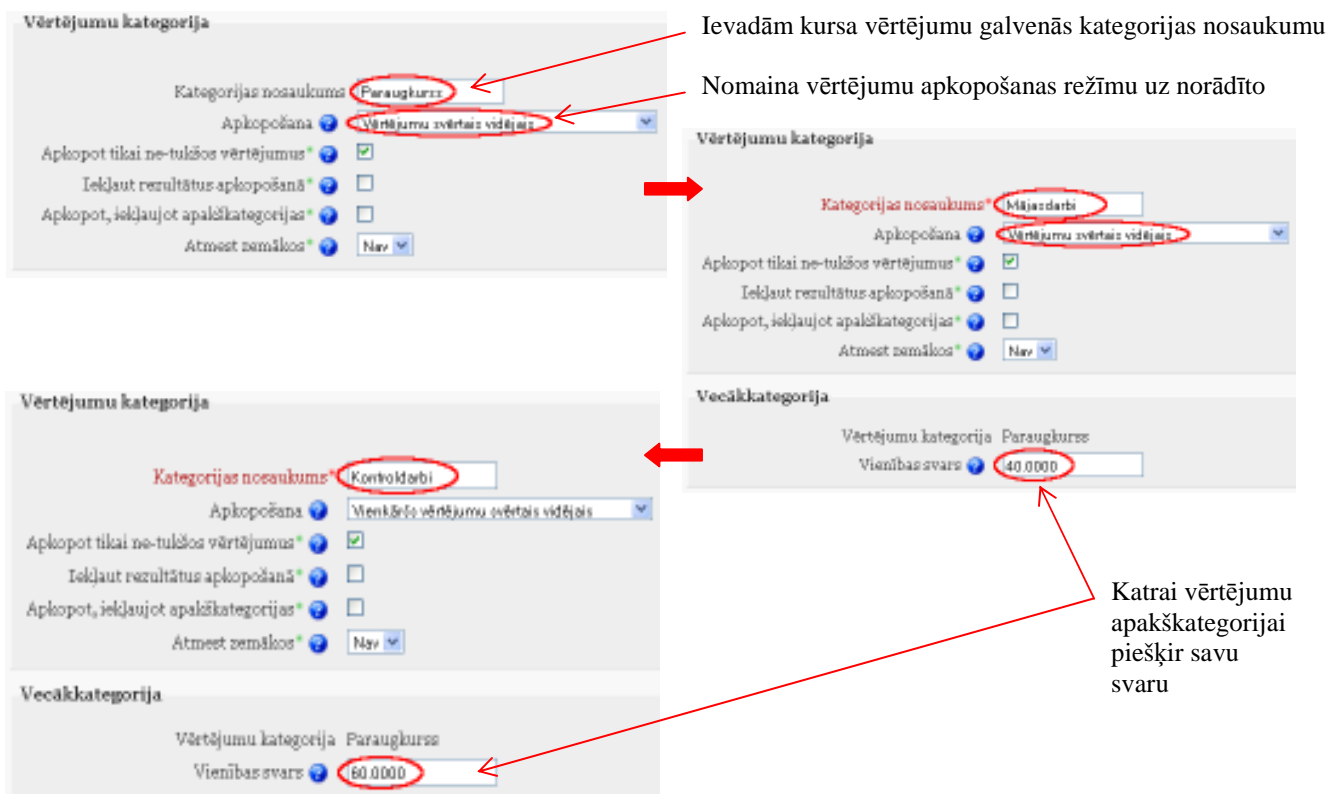 Vērtējumu kategorija
Kategorijas nosaukums Paraugkurss
Apkopošana Vērtējumu svērtais vidējais
Apkopot tikai ne-tukšos vērtējumus*
Iekļaut rezultātus apkopošanā*
Apkopot, iekļaujot apakškategorijas*
Atmest zemākos* Nav
Ievadām kursa vērtējumu galvenās kategorijas nosaukumu
Nomaina vērtējumu apkopošanas režīmu uz norādīto
Vērtējumu kategorija
Kategorijas nosaukums* Mājasdarbi
Apkopošana Vērtējumu svērtais vidējais
Apkopot tikai ne-tukšos vērtējumus*
Iekļaut rezultātus apkopošanā*
Apkopot, iekļaujot apakškategorijas*
Atmest zemākos* Nav
Vecākkategorija
Vērtējumu kategorija Paraugkurss
Vienības svars 40.0000
Vērtējumu kategorija
Kategorijas nosaukums* Kontroldarbi
Apkopošana Vienkāršs vērtējumu svērtais vidējais
Apkopot tikai ne-tukšos vērtējumus*
Iekļaut rezultātus apkopošanā*
Apkopot, iekļaujot apakškategorijas*
Atmest zemākos* Nav
Vecākkategorija
Vērtējumu kategorija Paraugkurss
Vienības svars 60.0000
Katrai vērtējumu
apakškategorijai
piešķir savu
svaru